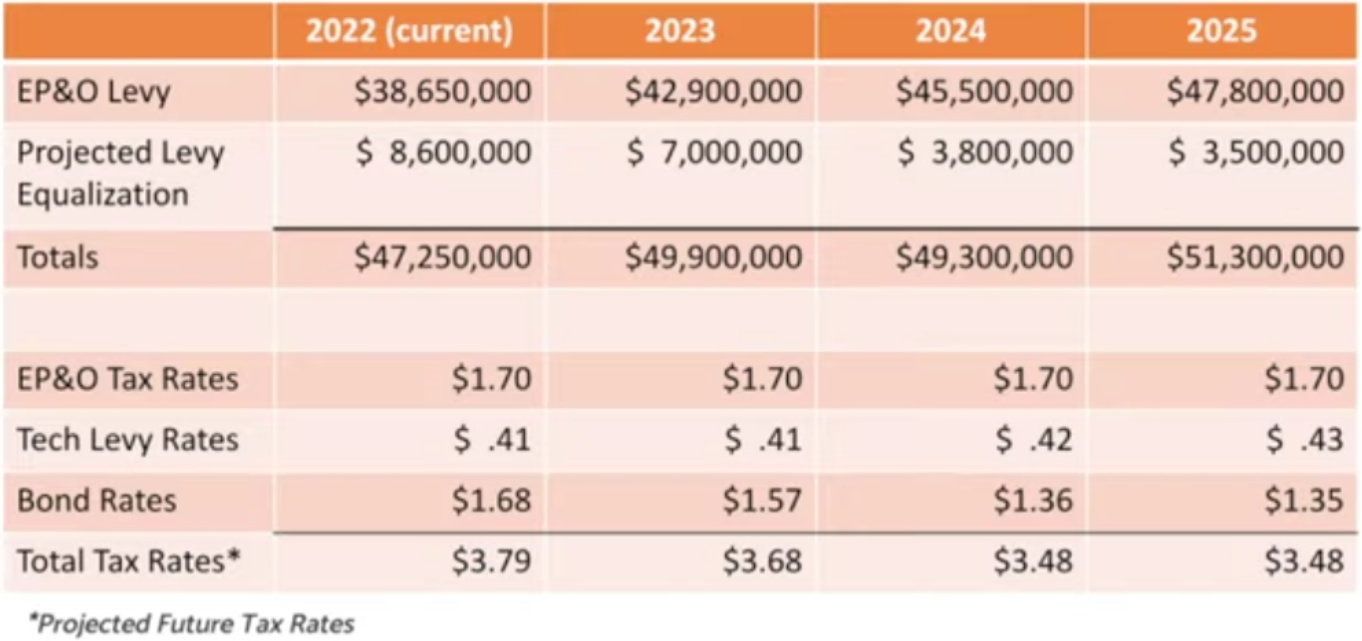 2022 (current) 2023 2024 2025
EP&O Levy $38,650,000 $42,900,000 $45,500,000 $47,800,000
Projected Levy $ 8,600,000 $ 7,000,000 $ 3,800,000 $ 3,500,000
Equalization
Totals $47,250,000 $49,900,000 $49,300,000 $51,300,000
EP&O Tax Rates $1.70 $1.70 $1.70 $1.70
Tech Levy Rates $ .41 $ .41 $ .42 $ .43
Bond Rates $1.68 $1.57 $1.36 $1.35
Total Tax Rates* $3.79 $3.68 $3.48 $3.48
*Projected Future Tax Rates